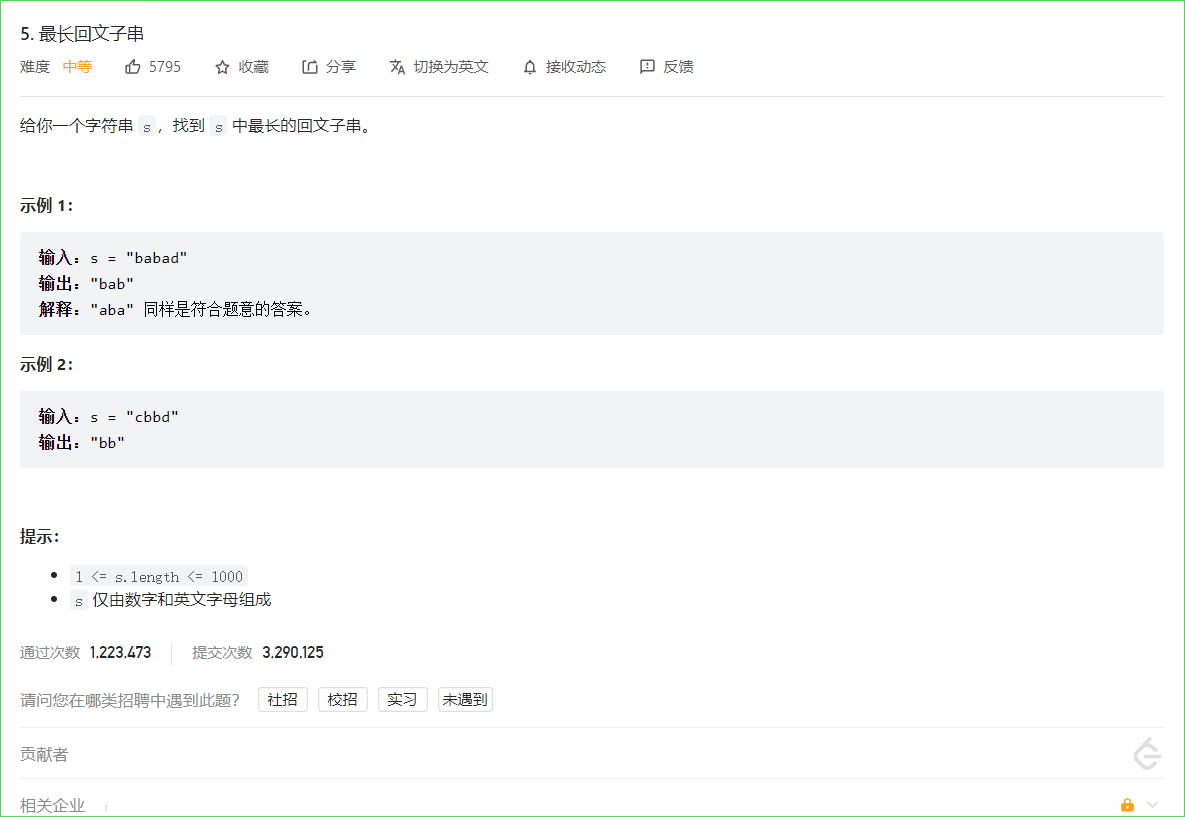 5. 最长回文子串
难度 中等 5795 收藏 分享 切换为英文 接收动态 反馈
给你一个字符串 s，找到 s 中最长的回文子串。
示例 1：
输入：s = "babad"
输出："bab"
解释："aba" 同样是符合题意的答案。
示例 2：
输入：s = "cbbd"
输出："bb"
提示：
1 <= s.length <= 1000
s 仅由数字和英文字母组成
通过次数 1,223,473 提交次数 3,290,125
请问您在哪类招聘中遇到此题？ 社招 校招 实习 未遇到
贡献者
相关企业 i